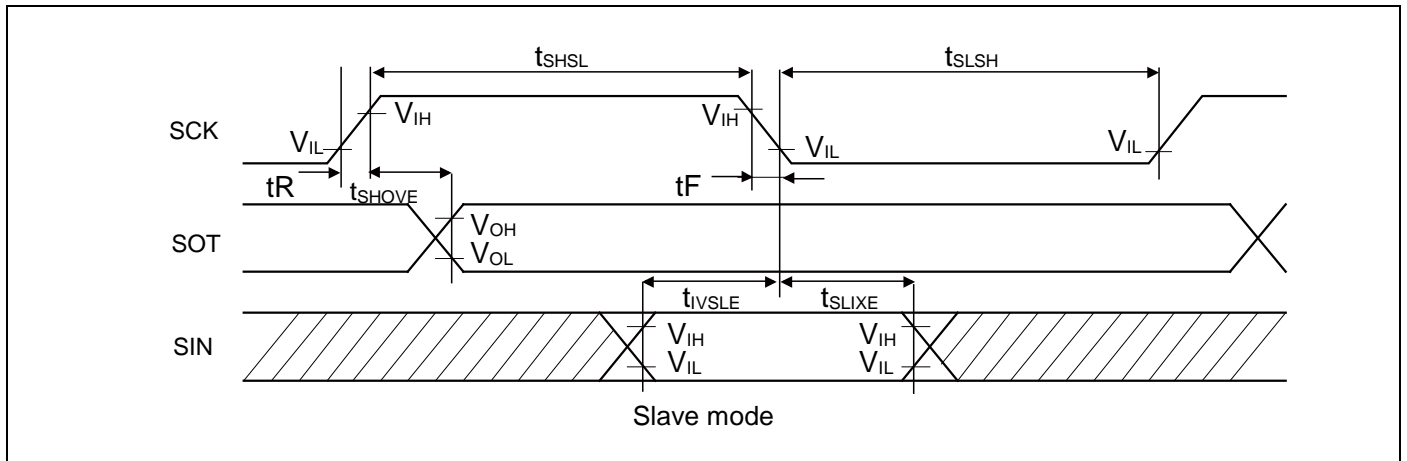 tSHSL tSLSH
SCK VIH VIH
VIL VIL VIL
tR tSHOVE tF
SOT VOH
VOL
tIVSLE tSLIXE
SIN VIH VIH
VIL VIL
Slave mode